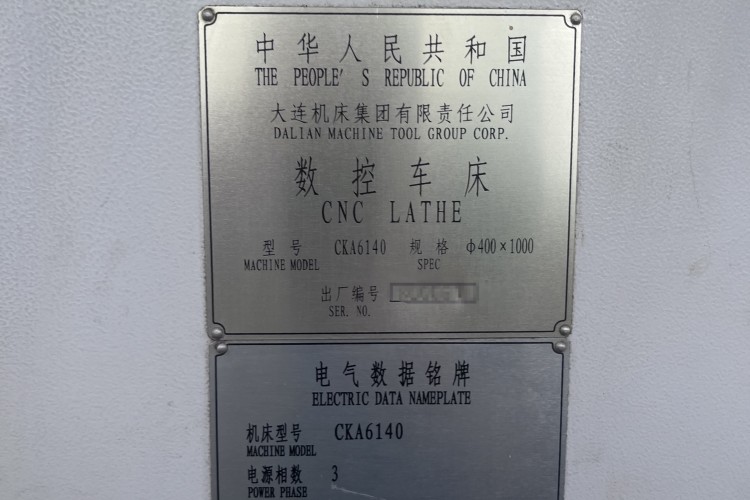 中华人民共和国
THE PEOPLE' S REPUBLIC OF CHINA
大连机床集团有限责任公司
DALIAN MACHINE TOOL GROUP CORP.
数控车床
CNC LATHE
型号 CKA6140 规格 Φ400×1000
MACHINE MODEL SPEC
出厂编号
SER. NO.
电气数据铭牌
ELECTRIC DATA NAMEPLATE
机床型号 CKA6140
MACHINE MODEL
电源相数 3
POWER PHASE